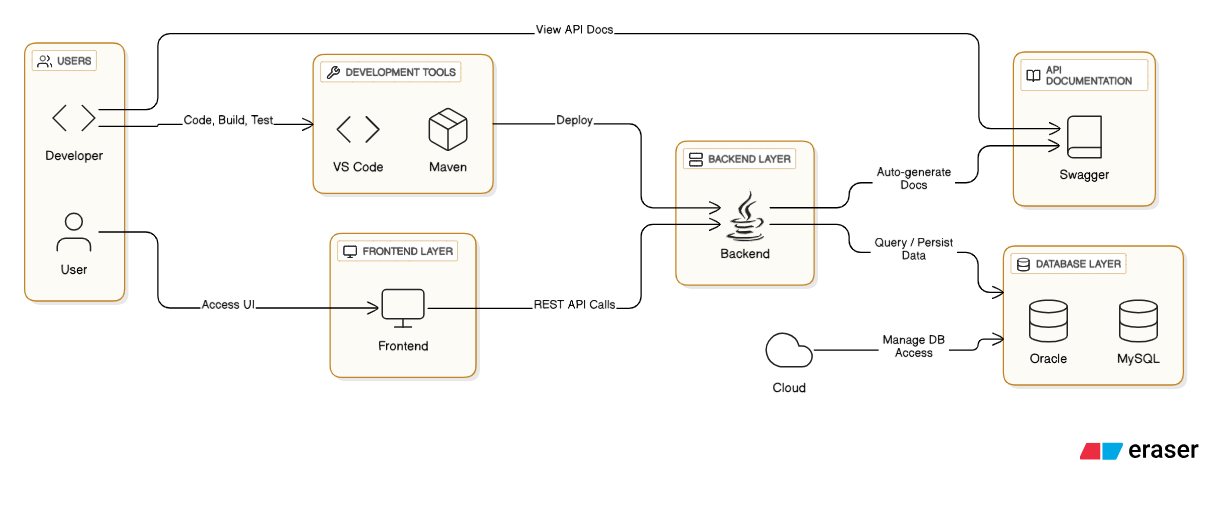 View API Docs
USERS
Developer
User
Code, Build, Test
DEVELOPMENT TOOLS
VS Code
Maven
Deploy
Access UI
FRONTEND LAYER
Frontend
REST API Calls
BACKEND LAYER
Backend
Auto-generate
Docs
API
DOCUMENTATION
Swagger
Query / Persist
Data
DATABASE LAYER
Oracle
MySQL
Manage DB
Access
Cloud
eraser